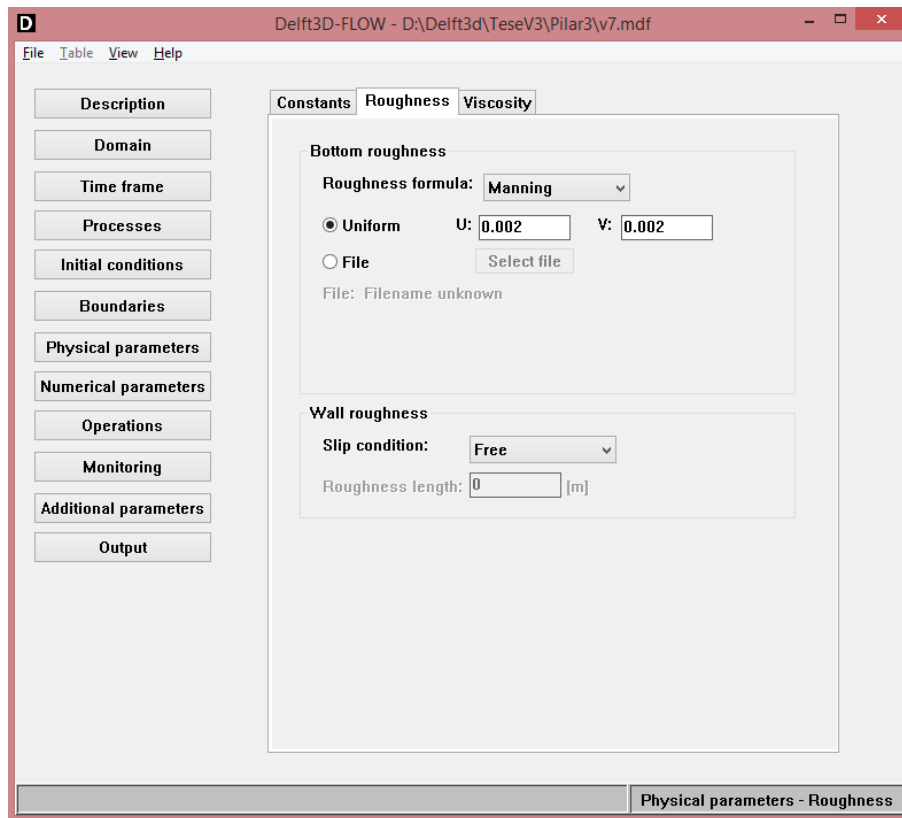 D Delft3D-FLOW - D:\Delft3d\TeseV3\Pilar3\v7.mdf
File Table View Help
Description
Domain
Time frame
Processes
Initial conditions
Boundaries
Physical parameters
Numerical parameters
Operations
Monitoring
Additional parameters
Output
Constants Roughness Viscosity
Bottom roughness
Roughness formula: Manning
Uniform U: 0.002 V: 0.002
File Select file
File: Filename unknown
Wall roughness
Slip condition: Free
Roughness length: 0 [m]
Physical parameters - Roughness